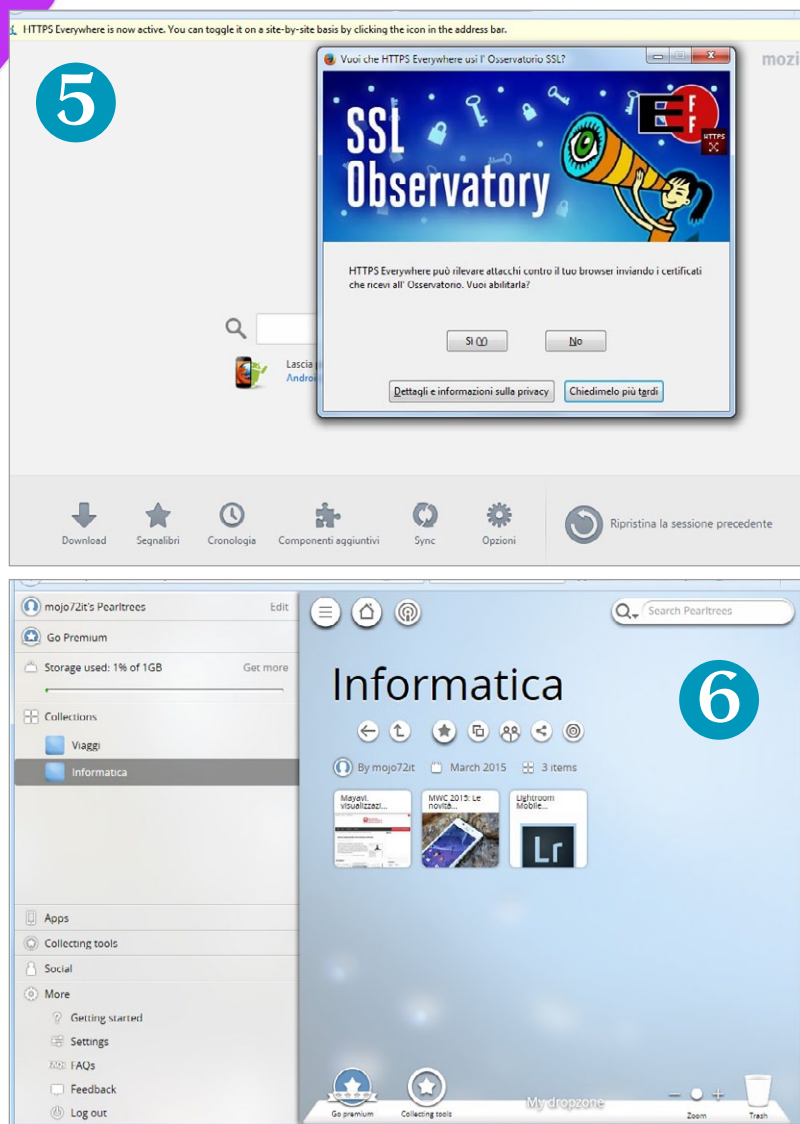 HTTPS Everywhere is now active. You can toggle it on a site-by-site basis by clicking the icon in the address bar.
5
Vuoi che HTTPS Everywhere usi l' Osservatorio SSL?
mozi
SSL
Observatory
EFF
HTTPS
HTTPS Everywhere può rilevare attacchi contro il tuo browser inviando i certificati
che ricevi all' Osservatorio. Vuoi abilitarla?
Sì (Y)
No
Lascia
Androi
Dettagli e informazioni sulla privacy
Chiedimelo più tardi
Download
Segnalibri
Cronologia
Componenti aggiuntivi
Sync
Opzioni
Ripristina la sessione precedente
mojo72it's Pearltrees
Edit
Go Premium
Storage used: 1% of 1GB
Get more
Collections
Viaggi
Informatica
Apps
Collecting tools
Social
More
Getting started
Settings
FAQs
Feedback
Log out
Search Pearltrees
Informatica
6
By mojo72it
March 2015
3 items
Mayavi,
visualizzazi...
MWC 2015: Le
novità...
Lightroom
Mobile...
Lr
Go premium
Collecting tools
My dropzone
Zoom
Trash